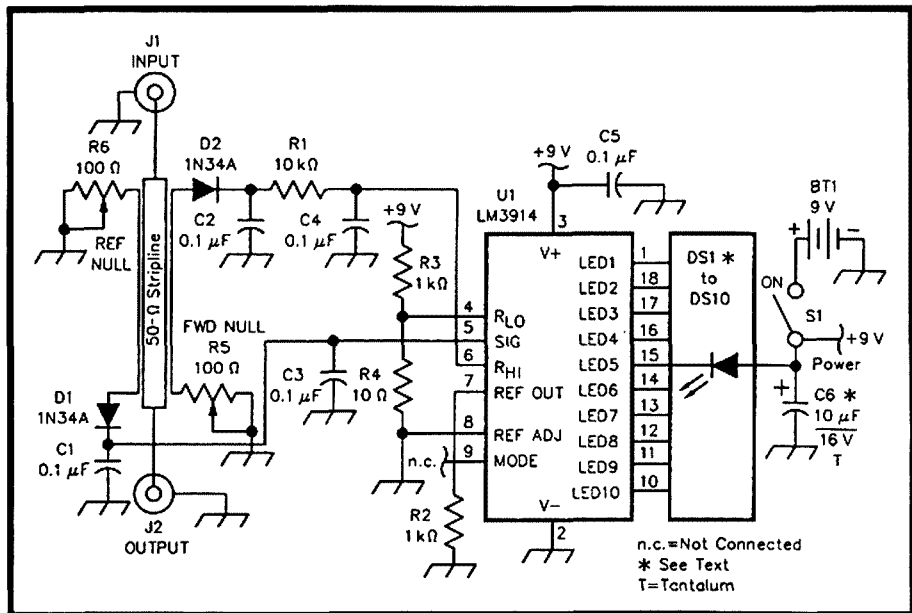 J1
INPUT
R6
100 Ω
REF
NULL
50-Ω Stripline
D2
1N34A
R1
10 kΩ
C2
0.1 µF
C4
0.1 µF
+9 V
R3
1 kΩ
FWD NULL
R5
100 Ω
D1
1N34A
C1
0.1 µF
J2
OUTPUT
C3
0.1 µF
R4
10 Ω
n.c.
R2
1 kΩ
+9 V
C5
0.1 µF
U1
LM3914
3
V+
4
RLO
5
SIG
6
RHI
7
REF OUT
8
REF ADJ
9
MODE
V-
2
LED1
1
LED2
18
LED3
17
LED4
16
LED5
15
LED6
14
LED7
13
LED8
12
LED9
11
LED10
10
DS1 *
to
DS10
BT1
9 V
+
-
ON
S1
+9 V
Power
+
C6 *
10 µF
16 V
T
n.c.=Not Connected
* See Text
T=Tantalum